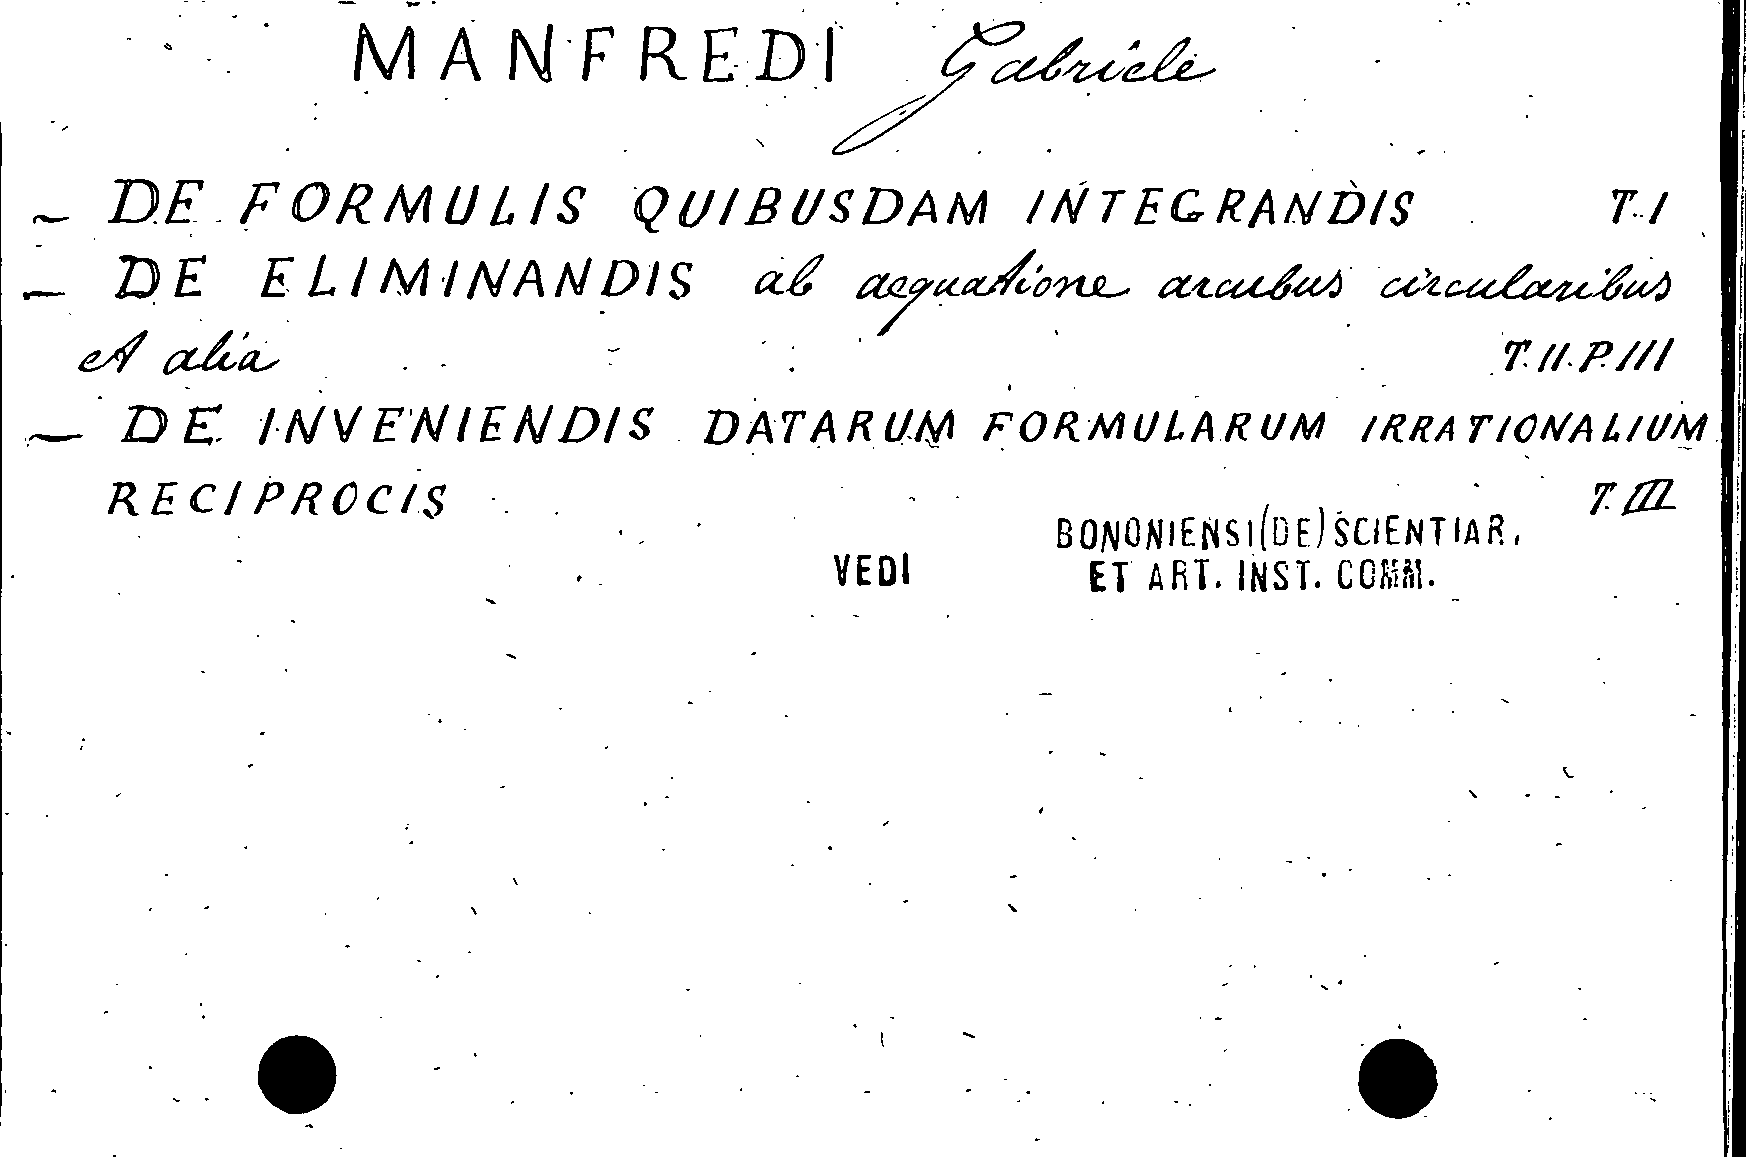 MANFREDI Gabriele
- DE FORMULIS QUIBUSDAM INTEGRANDIS T.I
- DE ELIMINANDIS ab aequatione arcubus circularibus
et alia T.II.P.III
- DE INVENIENDIS DATARUM FORMULARUM IRRATIONALIUM
RECIPROCIS T.III
BONONIENSI(DE)SCIENTIAR.
VEDI ET ART. INST. COMM.